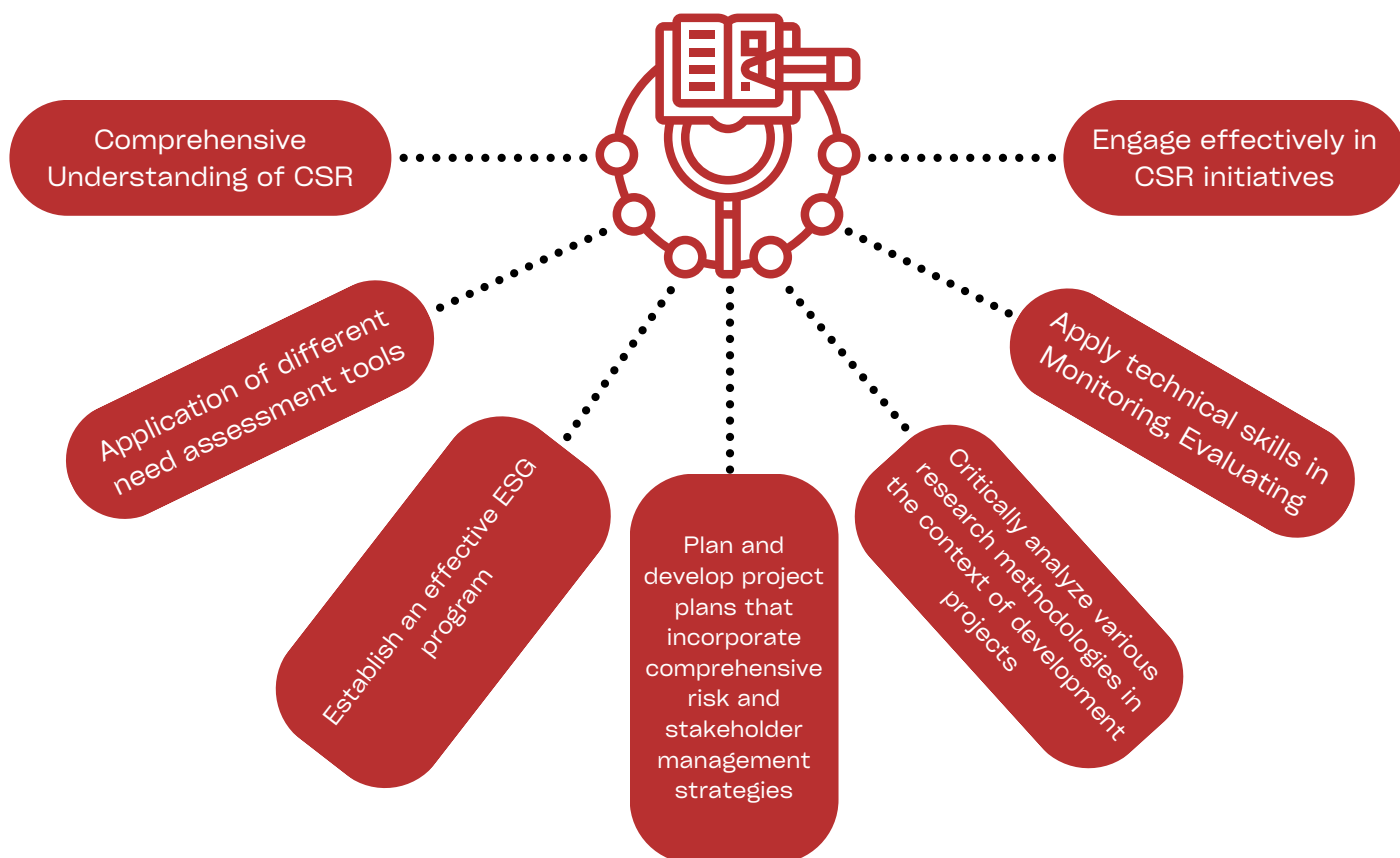 Comprehensive
Understanding of CSR
Application of different
need assessment tools
Establish an effective ESG
program
Plan and
develop project
plans that
incorporate
comprehensive
risk and
stakeholder
management
strategies
Critically analyze various
research methodologies in
the context of development
projects
Apply technical skills in
Monitoring, Evaluating
Engage effectively in
CSR initiatives